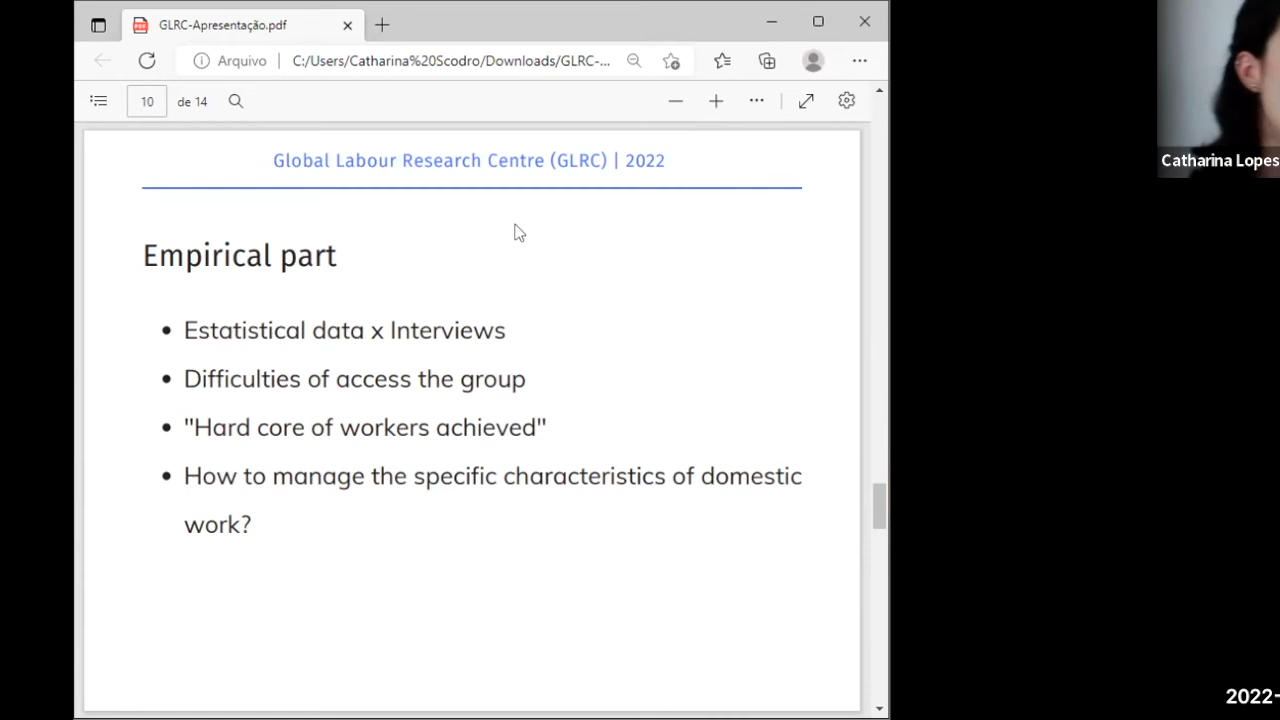 GLRC-Apresentação.pdf
Arquivo
C:/Users/Catharina%20Scodro/Downloads/GLRC-...
10 de 14
Global Labour Research Centre (GLRC) | 2022
Empirical part
• Estatistical data x Interviews
• Difficulties of access the group
• "Hard core of workers achieved"
• How to manage the specific characteristics of domestic
work?
Catharina Lopes
2022-